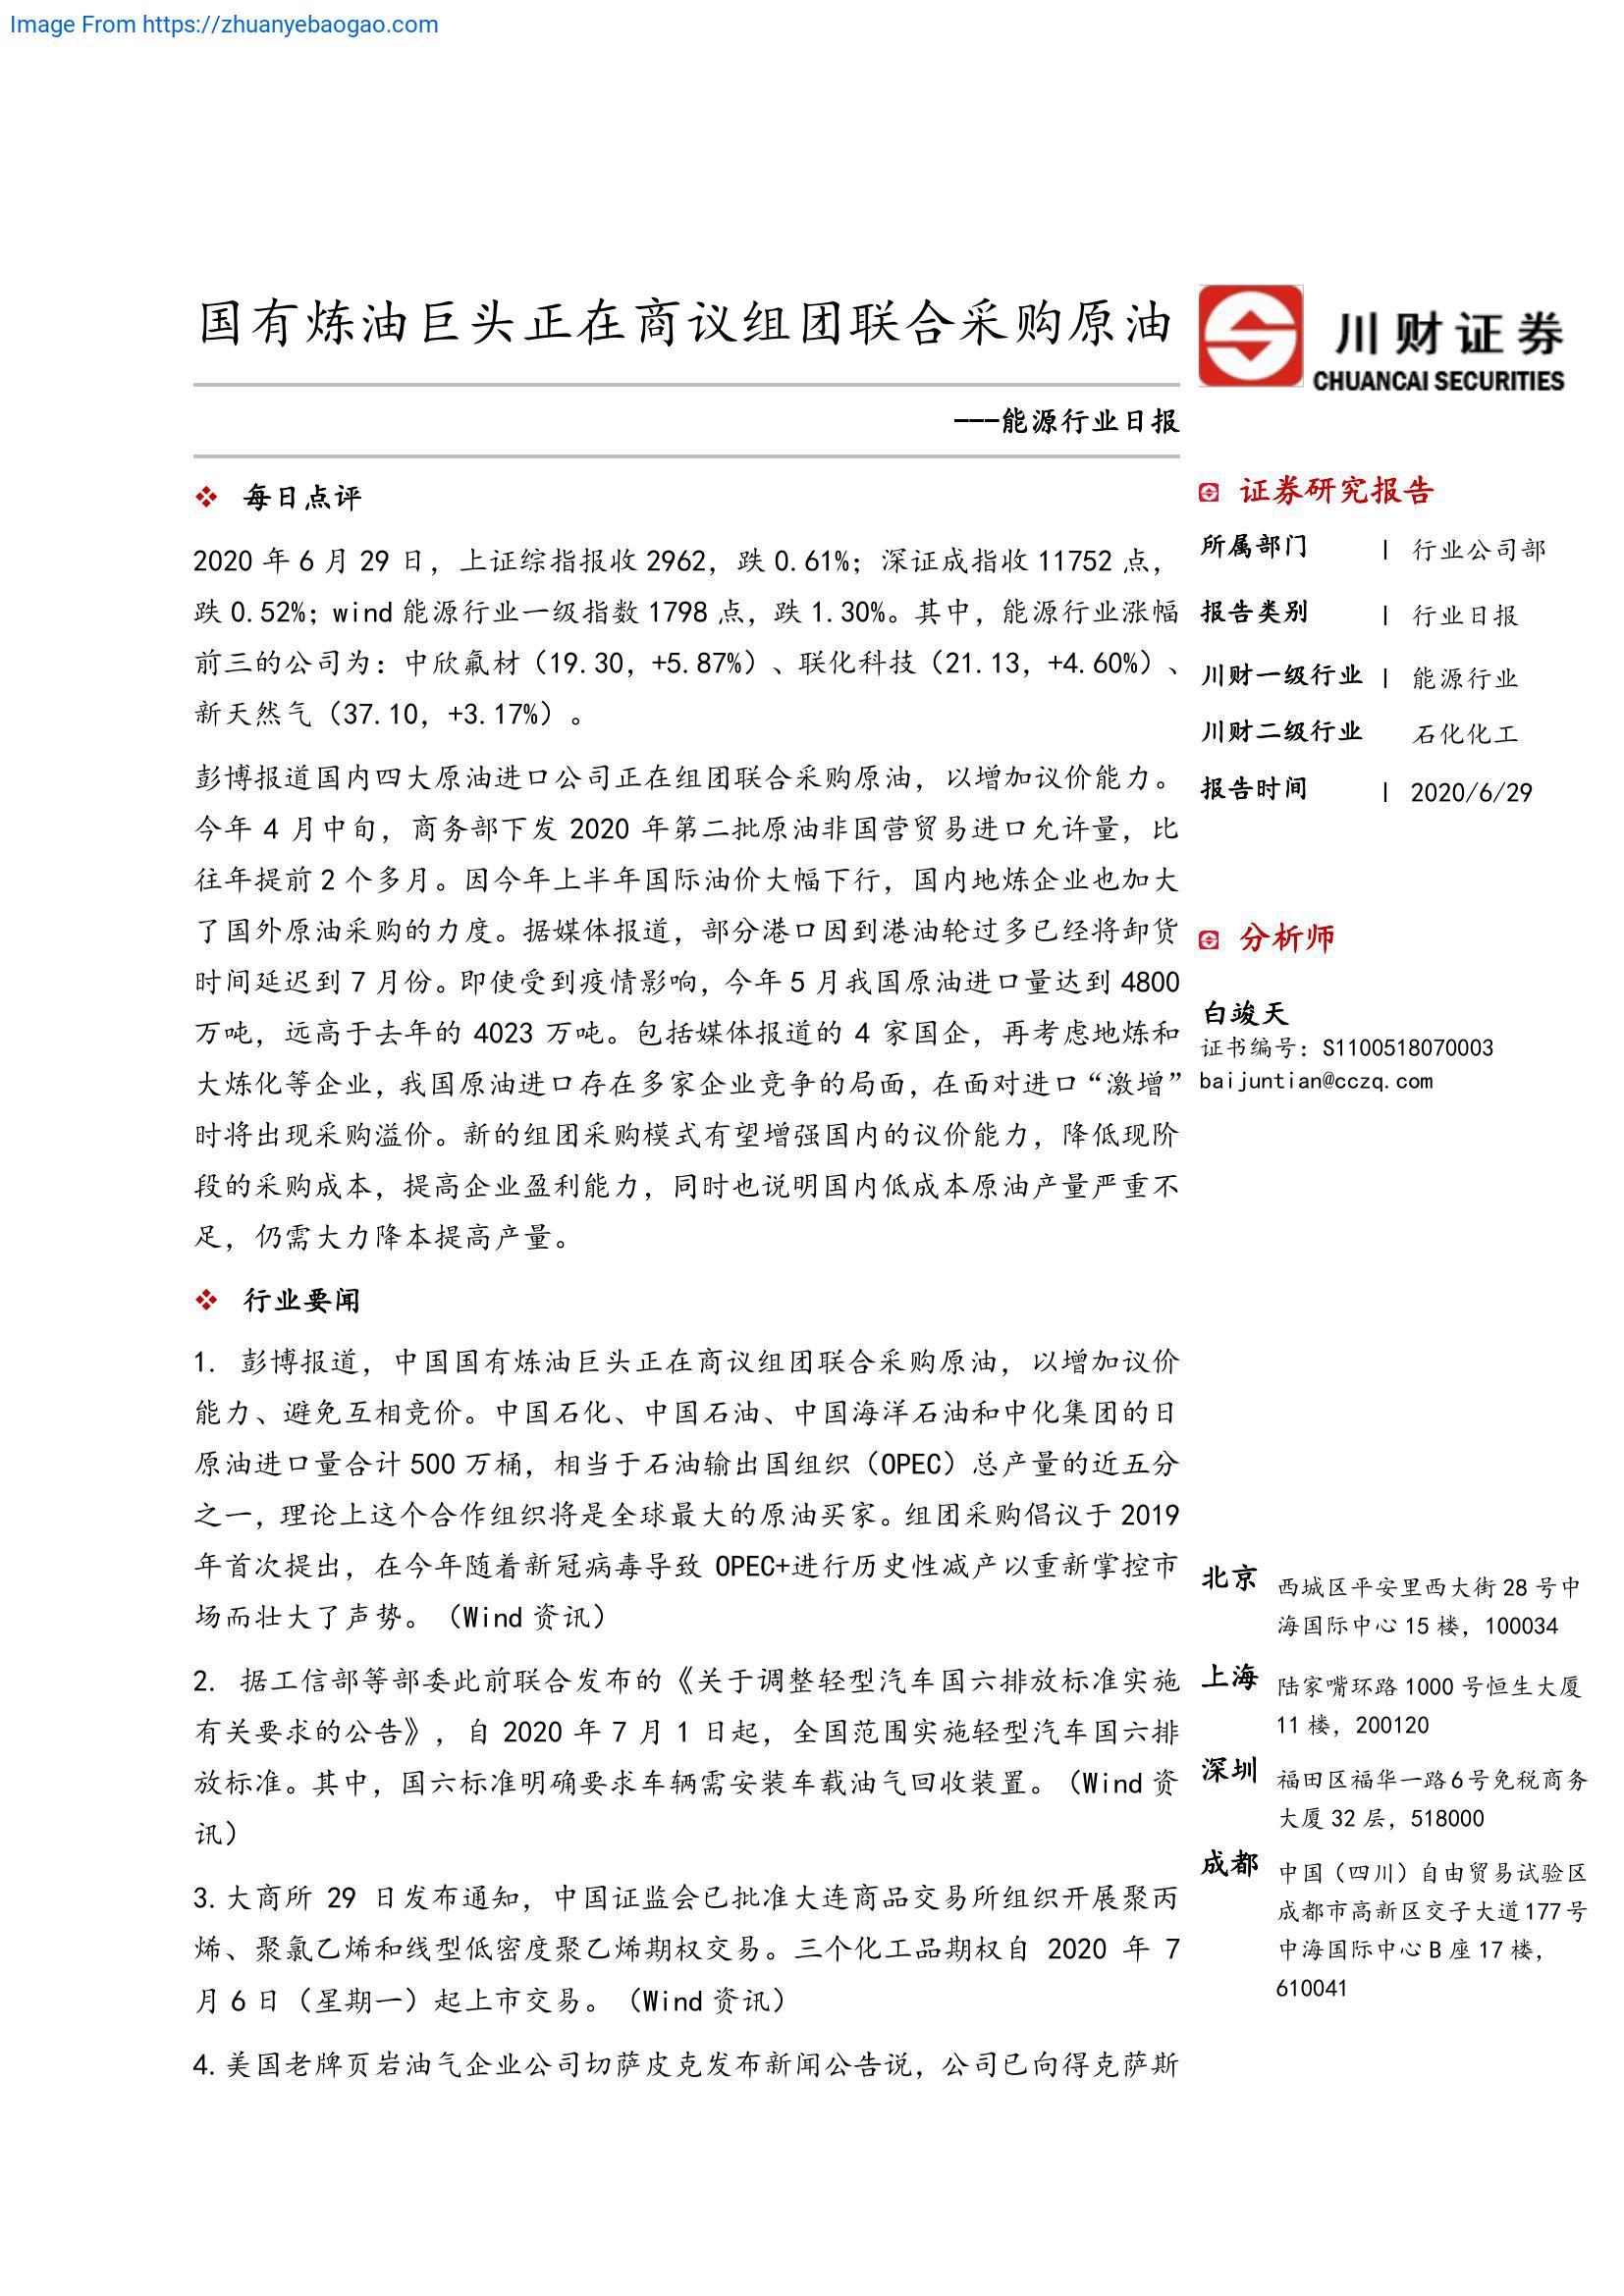 Image From https://zhuanyebaogao.com
国有炼油巨头正在商议组团联合采购原油
川财证券
CHUANCAI SECURITIES
---能源行业日报
❖ 每日点评
2020 年 6 月 29 日，上证综指报收 2962，跌 0.61%；深证成指收 11752 点，
跌 0.52%；wind 能源行业一级指数 1798 点，跌 1.30%。其中，能源行业涨幅
前三的公司为：中欣氟材（19.30，+5.87%）、联化科技（21.13，+4.60%）、
新天然气（37.10，+3.17%）。
彭博报道国内四大原油进口公司正在组团联合采购原油，以增加议价能力。
今年 4 月中旬，商务部下发 2020 年第二批原油非国营贸易进口允许量，比
往年提前 2 个多月。因今年上半年国际油价大幅下行，国内地炼企业也加大
了国外原油采购的力度。据媒体报道，部分港口因到港油轮过多已经将卸货
时间延迟到 7 月份。即使受到疫情影响，今年 5 月我国原油进口量达到 4800
万吨，远高于去年的 4023 万吨。包括媒体报道的 4 家国企，再考虑地炼和
大炼化等企业，我国原油进口存在多家企业竞争的局面，在面对进口“激增”
时将出现采购溢价。新的组团采购模式有望增强国内的议价能力，降低现阶
段的采购成本，提高企业盈利能力，同时也说明国内低成本原油产量严重不
足，仍需大力降本提高产量。
❖ 行业要闻
1. 彭博报道，中国国有炼油巨头正在商议组团联合采购原油，以增加议价
能力、避免互相竞价。中国石化、中国石油、中国海洋石油和中化集团的日
原油进口量合计 500 万桶，相当于石油输出国组织（OPEC）总产量的近五分
之一，理论上这个合作组织将是全球最大的原油买家。组团采购倡议于 2019
年首次提出，在今年随着新冠病毒导致 OPEC+进行历史性减产以重新掌控市
场而壮大了声势。（Wind 资讯）
2. 据工信部等部委此前联合发布的《关于调整轻型汽车国六排放标准实施
有关要求的公告》，自 2020 年 7 月 1 日起，全国范围实施轻型汽车国六排
放标准。其中，国六标准明确要求车辆需安装车载油气回收装置。（Wind 资
讯）
3. 大商所 29 日发布通知，中国证监会已批准大连商品交易所组织开展聚丙
烯、聚氯乙烯和线型低密度聚乙烯期权交易。三个化工品期权自 2020 年 7
月 6 日（星期一）起上市交易。（Wind 资讯）
4. 美国老牌页岩油气企业公司切萨皮克发布新闻公告说，公司已向得克萨斯
证券研究报告
所属部门 | 行业公司部
报告类别 | 行业日报
川财一级行业 | 能源行业
川财二级行业 石化化工
报告时间 | 2020/6/29
分析师
白竣天
证书编号：S1100518070003
baijuntian@cczq.com
北京 西城区平安里西大街 28 号中
海国际中心 15 楼，100034
上海 陆家嘴环路 1000 号恒生大厦
11 楼，200120
深圳 福田区福华一路 6 号免税商务
大厦 32 层，518000
成都 中国（四川）自由贸易试验区
成都市高新区交子大道 177 号
中海国际中心 B 座 17 楼，
610041